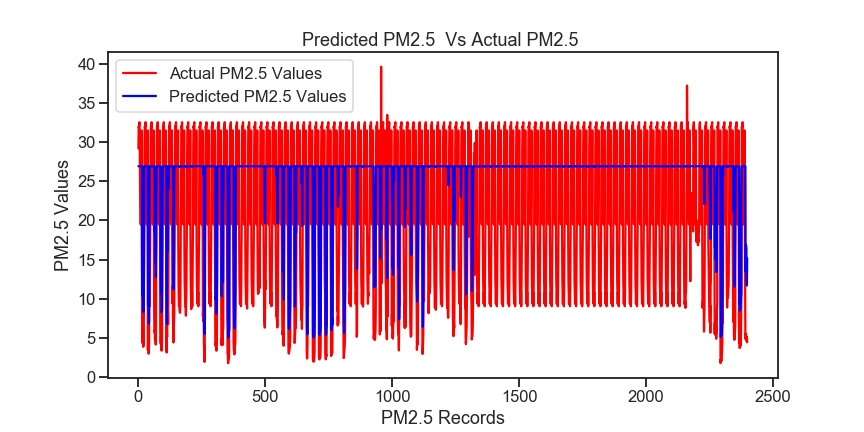 Predicted PM2.5  Vs Actual PM2.5
Actual PM2.5 Values
Predicted PM2.5 Values
PM2.5 Values
40
35
30
25
20
15
10
5
0
0 500 1000 1500 2000 2500
PM2.5 Records